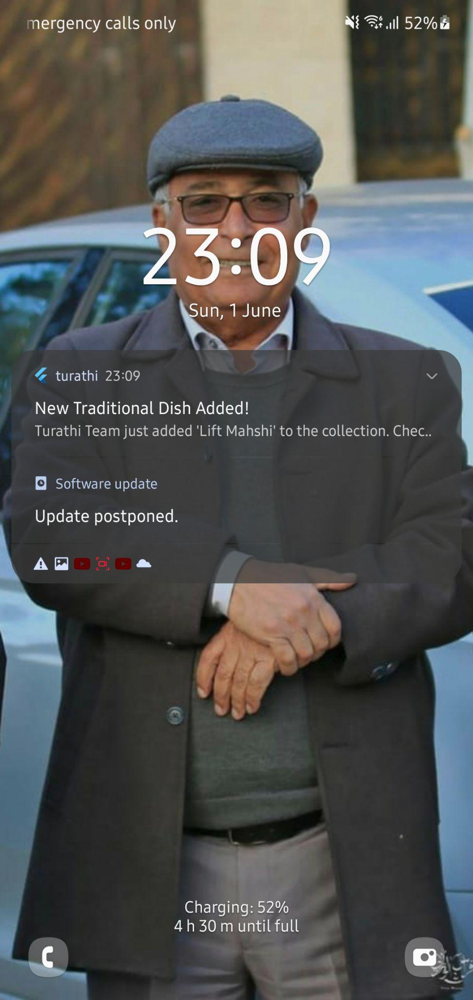 mergency calls only
52%
23:09
Sun, 1 June
turathi 23:09
New Traditional Dish Added!
Turathi Team just added 'Lift Mahshi' to the collection. Chec..
Software update
Update postponed.
Charging: 52%
4 h 30 m until full